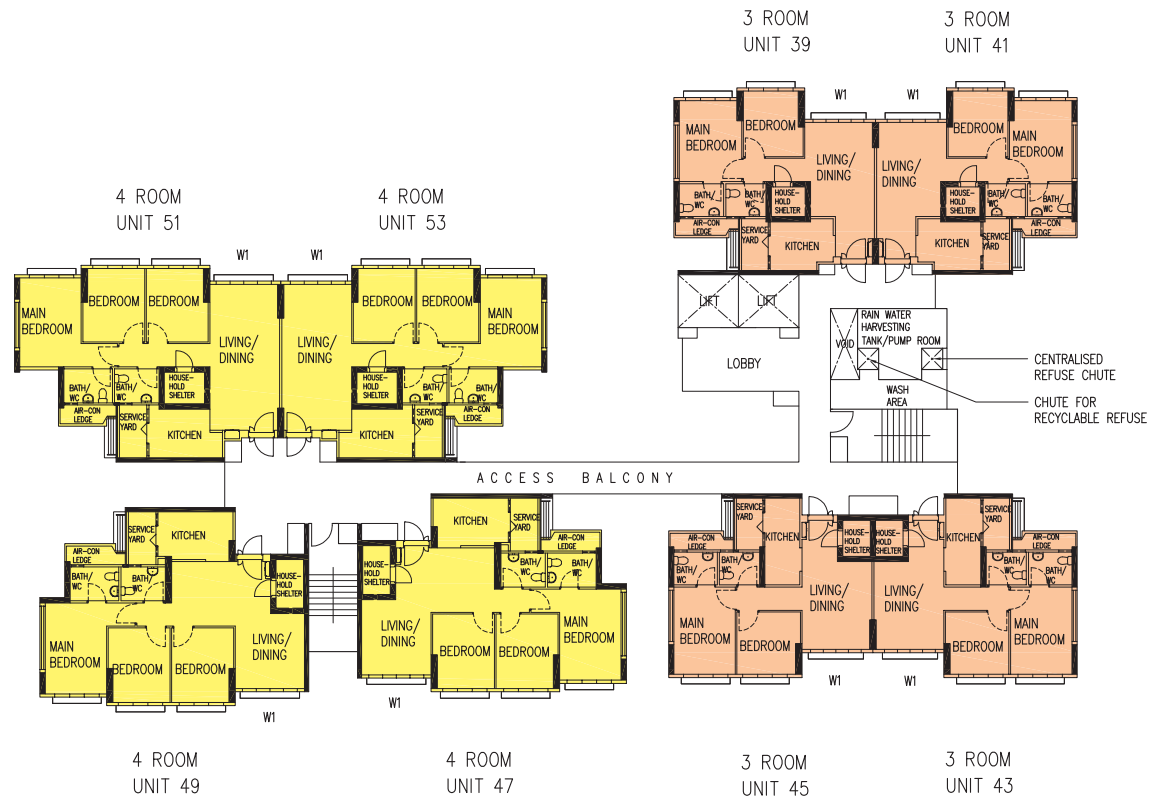 3 ROOM
UNIT 39
3 ROOM
UNIT 41
W1
W1
MAIN
BEDROOM
BEDROOM
LIVING/
DINING
BATH/
WC
BATH/
WC
HOUSE-
HOLD
SHELTER
AIR-CON
LEDGE
SERVICE
YARD
KITCHEN
LIVING/
DINING
BEDROOM
MAIN
BEDROOM
HOUSE-
HOLD
SHELTER
BATH/
WC
BATH/
WC
KITCHEN
SERVICE
YARD
AIR-CON
LEDGE
4 ROOM
UNIT 51
4 ROOM
UNIT 53
W1
W1
MAIN
BEDROOM
BEDROOM
BEDROOM
LIVING/
DINING
BATH/
WC
BATH/
WC
HOUSE-
HOLD
SHELTER
AIR-CON
LEDGE
SERVICE
YARD
KITCHEN
LIVING/
DINING
BEDROOM
BEDROOM
MAIN
BEDROOM
HOUSE-
HOLD
SHELTER
BATH/
WC
BATH/
WC
KITCHEN
SERVICE
YARD
AIR-CON
LEDGE
LIFT
LIFT
LOBBY
VOID
RAIN WATER
HARVESTING
TANK/PUMP ROOM
WASH
AREA
CENTRALISED
REFUSE CHUTE
CHUTE FOR
RECYCLABLE REFUSE
ACCESS BALCONY
SERVICE
YARD
KITCHEN
AIR-CON
LEDGE
BATH/
WC
BATH/
WC
HOUSE-
HOLD
SHELTER
MAIN
BEDROOM
BEDROOM
BEDROOM
LIVING/
DINING
W1
KITCHEN
SERVICE
YARD
AIR-CON
LEDGE
HOUSE-
HOLD
SHELTER
BATH/
WC
BATH/
WC
LIVING/
DINING
BEDROOM
BEDROOM
MAIN
BEDROOM
W1
SERVICE
YARD
KITCHEN
AIR-CON
LEDGE
BATH/
WC
BATH/
WC
HOUSE-
HOLD
SHELTER
MAIN
BEDROOM
BEDROOM
LIVING/
DINING
W1
HOUSE-
HOLD
SHELTER
KITCHEN
SERVICE
YARD
AIR-CON
LEDGE
BATH/
WC
BATH/
WC
LIVING/
DINING
BEDROOM
MAIN
BEDROOM
W1
4 ROOM
UNIT 49
4 ROOM
UNIT 47
3 ROOM
UNIT 45
3 ROOM
UNIT 43